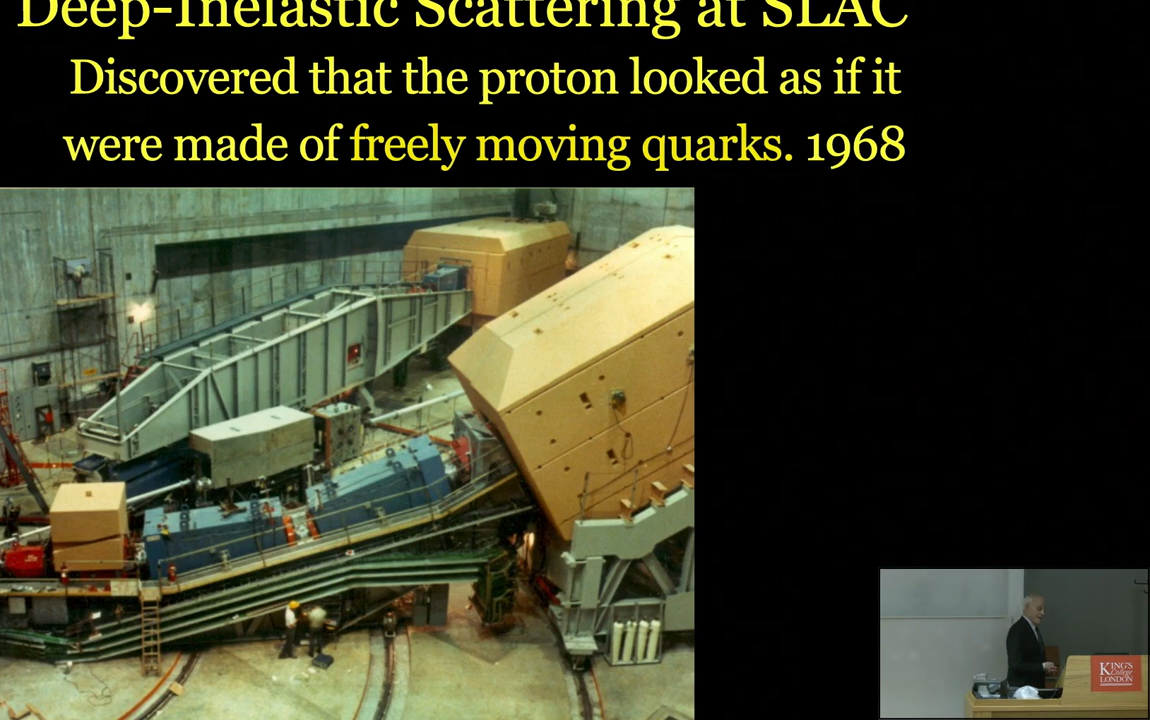 Deep-Inelastic Scattering at SLAC
Discovered that the proton looked as if it
were made of freely moving quarks. 1968
KING'S
College
LONDON